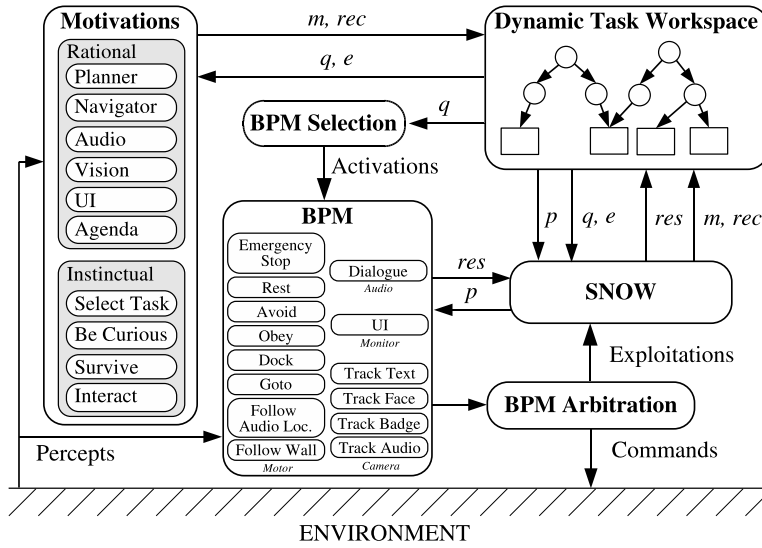 Motivations
Rational
Planner
Navigator
Audio
Vision
UI
Agenda
Instinctual
Select Task
Be Curious
Survive
Interact
m, rec
q, e
Dynamic Task Workspace
q
BPM Selection
Activations
BPM
Emergency
Stop
Rest
Avoid
Obey
Dock
Goto
Follow
Audio Loc.
Follow Wall
Motor
Dialogue
Audio
UI
Monitor
Track Text
Track Face
Track Badge
Track Audio
Camera
res
p
p
q, e
res
m, rec
SNOW
Exploitations
BPM Arbitration
Commands
Percepts
ENVIRONMENT